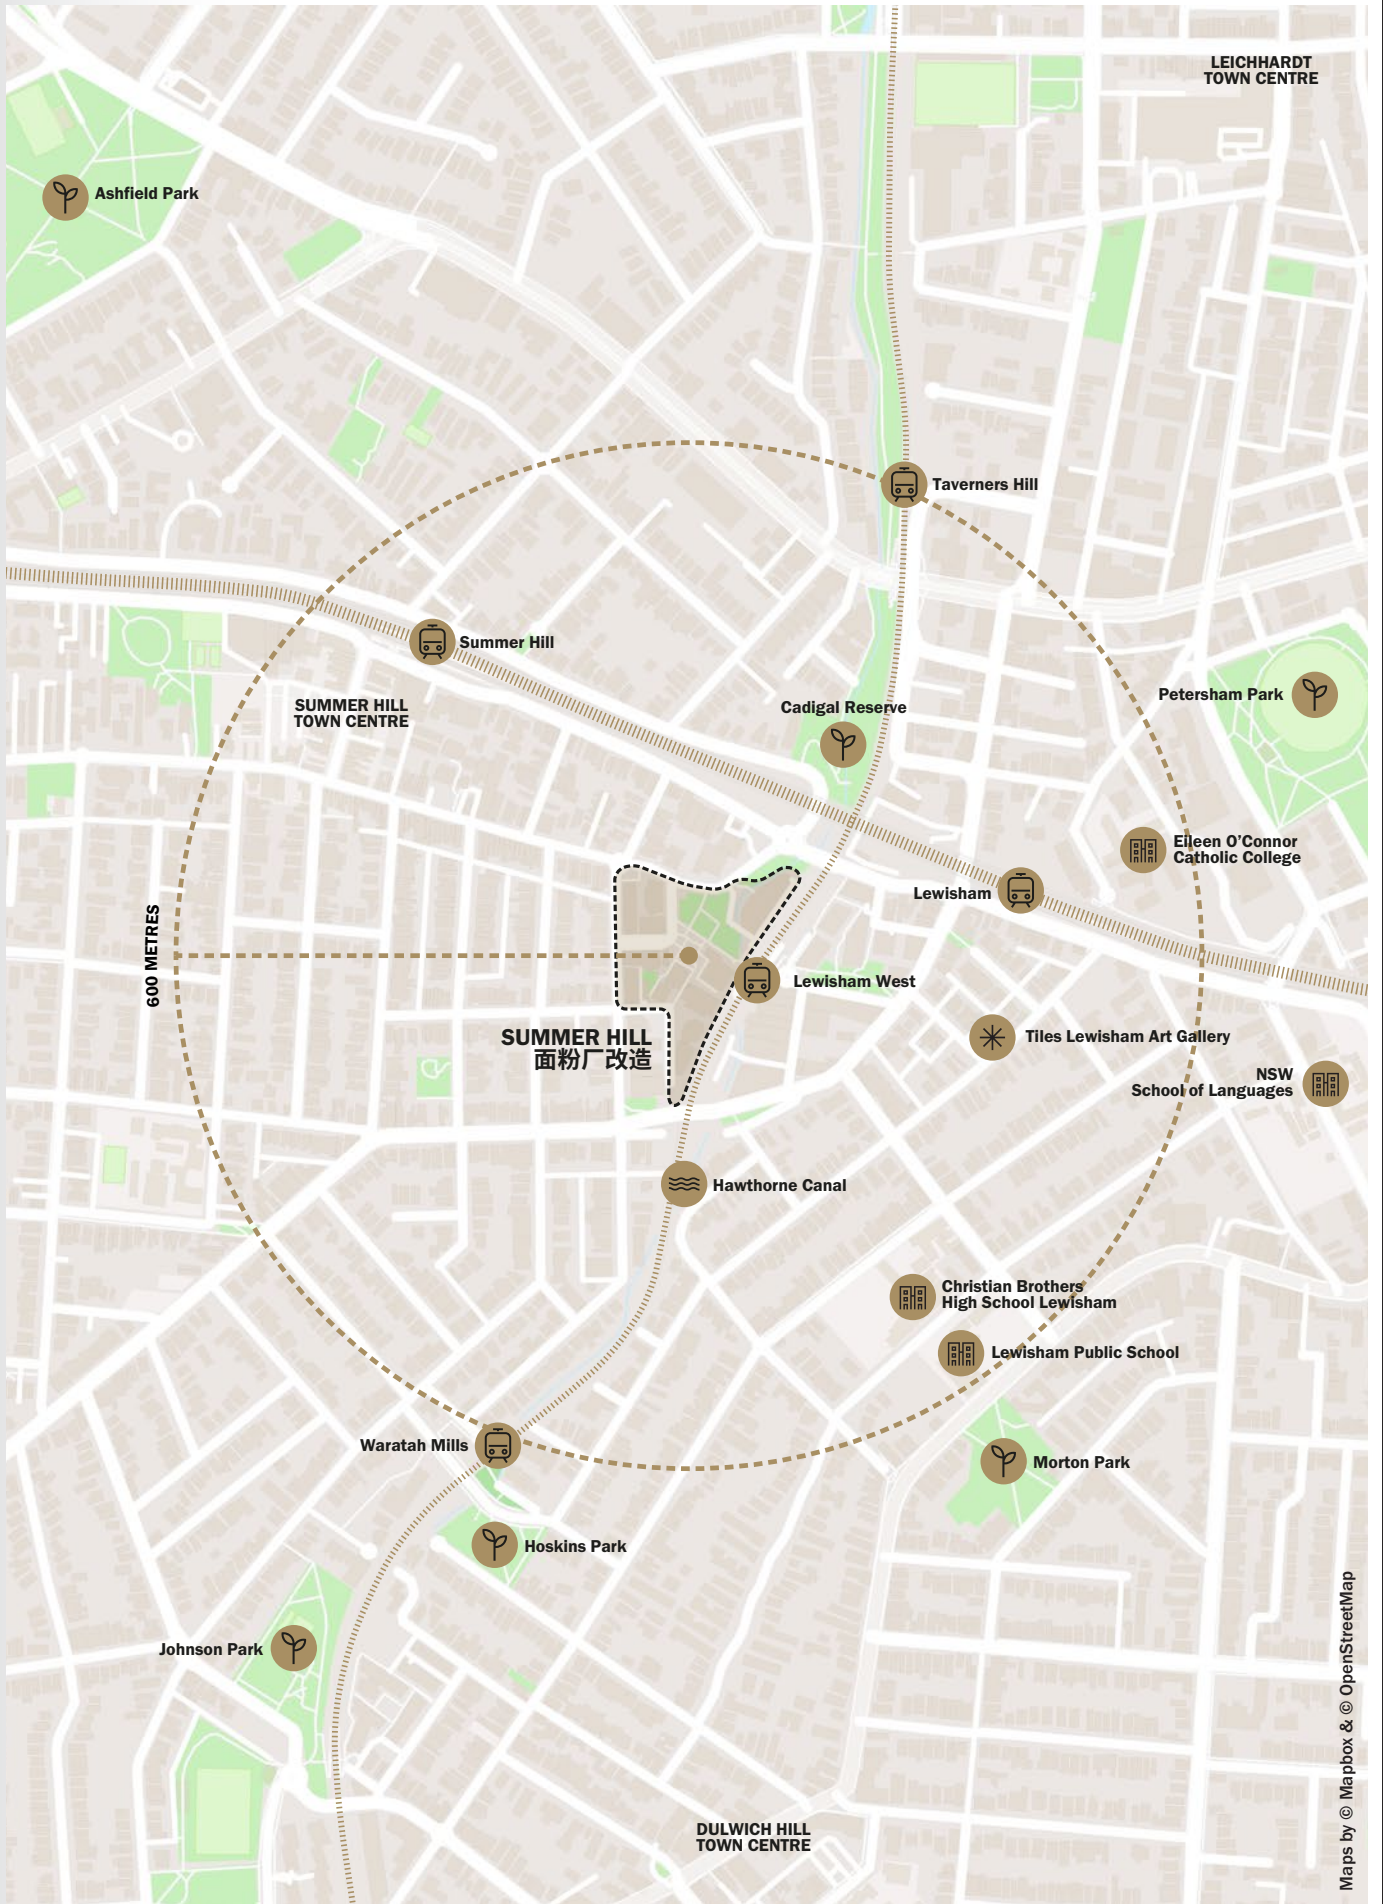 LEICHHARDT
TOWN CENTRE
Ashfield Park
Taverners Hill
Summer Hill
Petersham Park
SUMMER HILL
TOWN CENTRE
Cadigal Reserve
Eileen O'Connor
Catholic College
Lewisham
600 METRES
Lewisham West
SUMMER HILL
面粉厂改造
Tiles Lewisham Art Gallery
NSW
School of Languages
Hawthorne Canal
Christian Brothers
High School Lewisham
Lewisham Public School
Waratah Mills
Morton Park
Hoskins Park
Johnson Park
DULWICH HILL
TOWN CENTRE
Maps by © Mapbox & © OpenStreetMap